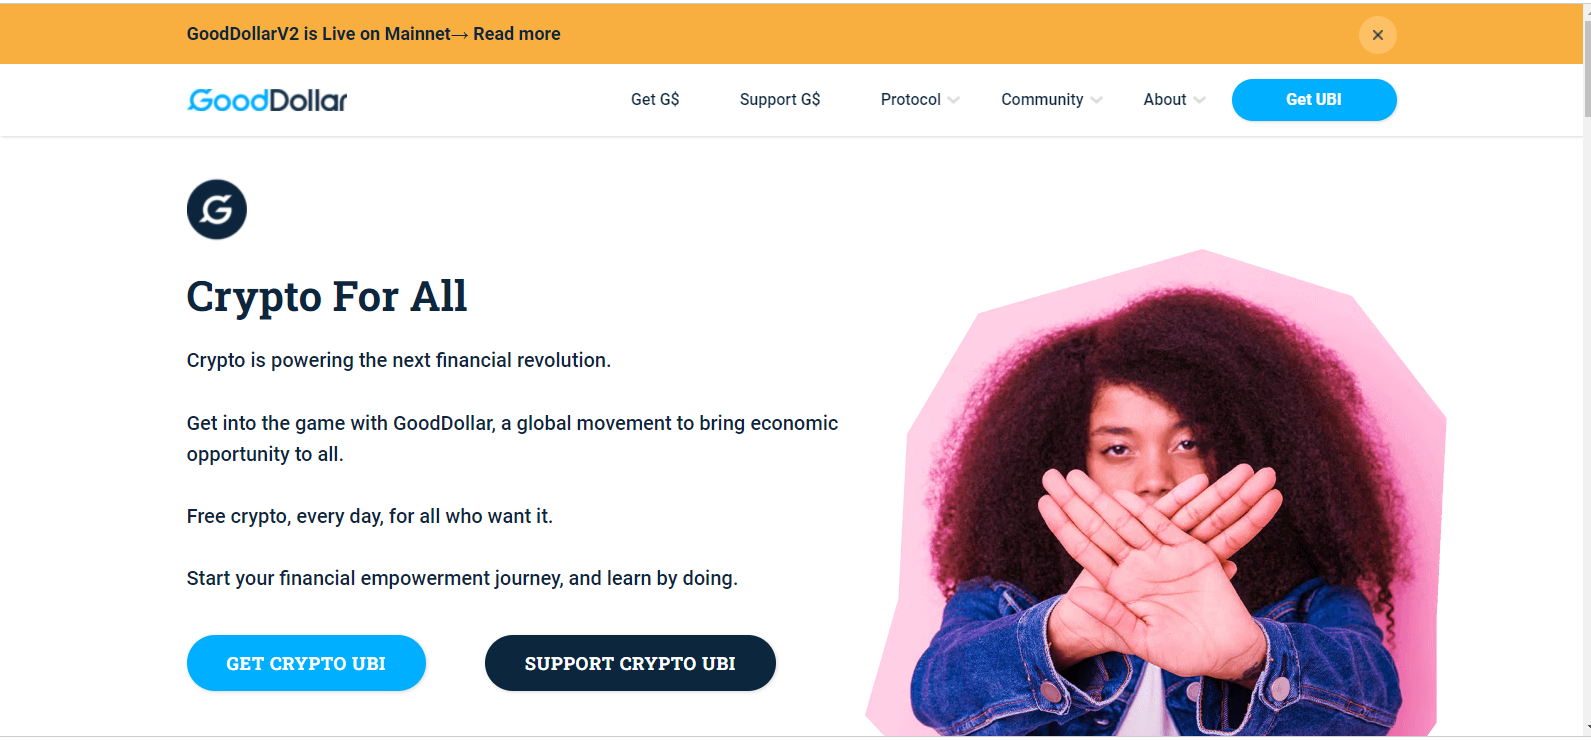 GoodDollarV2 is Live on Mainnet→ Read more
GoodDollar
Get G$
Support G$
Protocol
Community
About
Get UBI
Crypto For All
Crypto is powering the next financial revolution.
Get into the game with GoodDollar, a global movement to bring economic
opportunity to all.
Free crypto, every day, for all who want it.
Start your financial empowerment journey, and learn by doing.
GET CRYPTO UBI
SUPPORT CRYPTO UBI